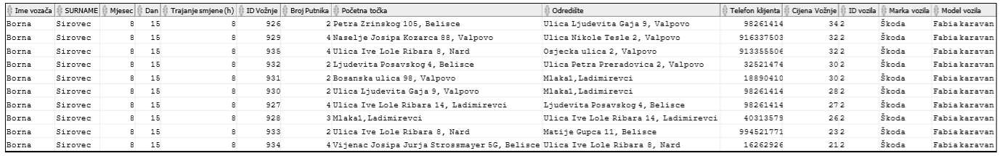 Ime vozača SURNAME Mjesec Dan Trajanje smjene (h) ID Vožnje Broj Putnika Početna točka Odredište Telefon klijenta Cijena Vožnje ID vozila Marka vozila Model vozila
Borna Sirovec 8 15 8 926 2 Petra Zrinskog 105, Belisce Ulica Ljudevita Gaja 9, Valpovo 98261414 34 2 Škoda Fabia karavan
Borna Sirovec 8 15 8 929 4 Naselje Josipa Kozarca 88, Valpovo Ulica Nikole Tesle 2, Valpovo 916337503 32 2 Škoda Fabia karavan
Borna Sirovec 8 15 8 935 4 Ulica Ive Lole Ribara 8, Nard Osjecka ulica 2, Valpovo 913355506 32 2 Škoda Fabia karavan
Borna Sirovec 8 15 8 932 2 Ljudevita Posavskog 4, Belisce Ulica Petra Preradovica 2, Valpovo 32521474 30 2 Škoda Fabia karavan
Borna Sirovec 8 15 8 931 2 Bosanska ulica 98, Valpovo Mlaka1, Ladimirevci 18890410 30 2 Škoda Fabia karavan
Borna Sirovec 8 15 8 930 2 Ulica Ljudevita Gaja 9, Valpovo Mlaka1, Ladimirevci 98261414 28 2 Škoda Fabia karavan
Borna Sirovec 8 15 8 927 4 Ulica Ive Lole Ribara 14, Ladimirevci Ljudevita Posavskog 4, Belisce 98261414 27 2 Škoda Fabia karavan
Borna Sirovec 8 15 8 928 3 Mlaka1, Ladimirevci Ulica Ive Lole Ribara 14, Ladimirevci 40313579 26 2 Škoda Fabia karavan
Borna Sirovec 8 15 8 933 2 Ulica Ive Lole Ribara 8, Nard Matije Gupca 11, Belisce 994521771 23 2 Škoda Fabia karavan
Borna Sirovec 8 15 8 934 4 Vijenac Josipa Jurja Strossmayer 5G, Belisce Ulica Ive Lole Ribara 8, Nard 16262926 21 2 Škoda Fabia karavan